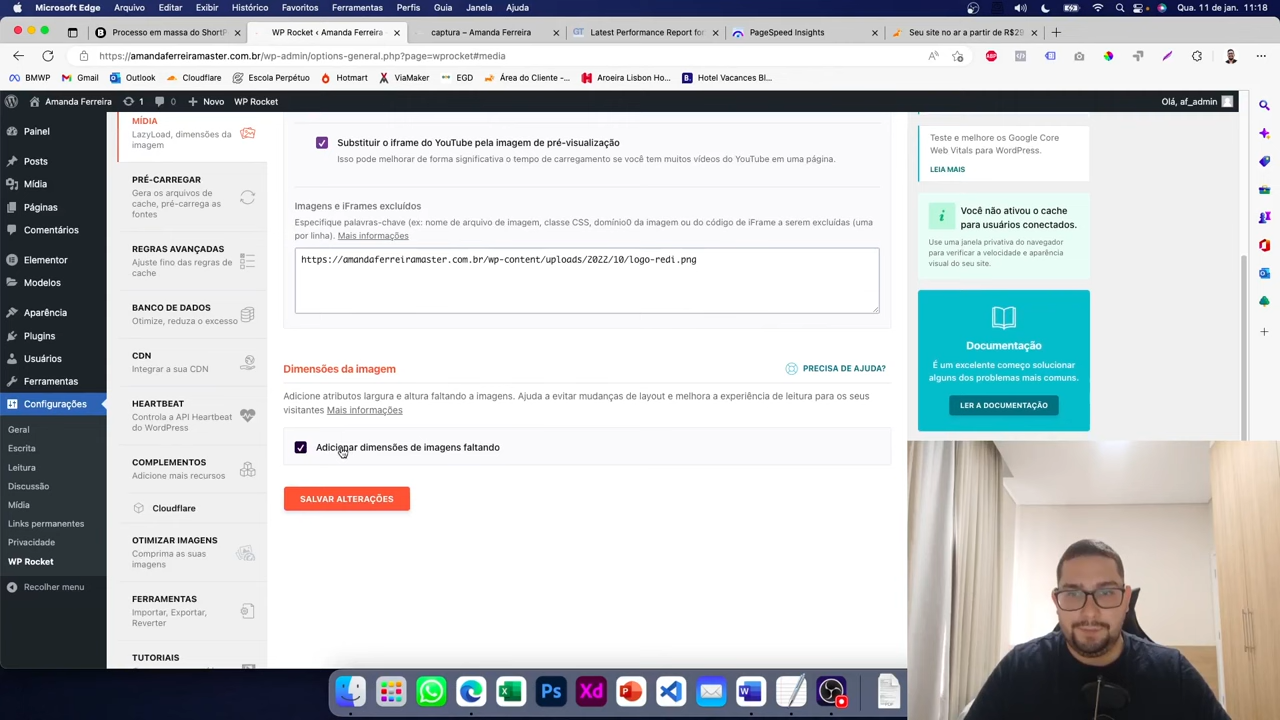 Microsoft Edge Arquivo Editar Exibir Histórico Favoritos Ferramentas Perfis Guia Janela Ajuda
Qua. 11 de jan. 11:18
Processo em massa do ShortP
WP Rocket ‹ Amanda Ferreira
captura – Amanda Ferreira
Latest Performance Report for
PageSpeed Insights
Seu site no ar a partir de R$29
https://amandaferreiramaster.com.br/wp-admin/options-general.php?page=wprocket#media
BMWP Gmail Outlook Cloudflare Escola Perpétuo Hotmart ViaMaker EGD Área do Cliente -... Aroeira Lisbon Ho... Hotel Vacances Bl...
Amanda Ferreira 1 0 Novo WP Rocket
Olá, af_admin
Painel
Posts
Mídia
Páginas
Comentários
Elementor
Modelos
Aparência
Plugins
Usuários
Ferramentas
Configurações
Geral
Escrita
Leitura
Discussão
Mídia
Links permanentes
Privacidade
WP Rocket
Recolher menu
MÍDIA
LazyLoad, dimensões da
imagem
PRÉ-CARREGAR
Gera os arquivos de
cache, pré-carrega as
fontes
REGRAS AVANÇADAS
Ajuste fino das regras de
cache
BANCO DE DADOS
Otimize, reduza o excesso
CDN
Integrar a sua CDN
HEARTBEAT
Controla a API Heartbeat
do WordPress
COMPLEMENTOS
Adicione mais recursos
Cloudflare
OTIMIZAR IMAGENS
Comprima as suas
imagens
FERRAMENTAS
Importar, Exportar,
Reverter
TUTORIAIS
Substituir o iframe do YouTube pela imagem de pré-visualização
Isso pode melhorar de forma significativa o tempo de carregamento se você tem muitos vídeos do YouTube em uma página.
Imagens e iFrames excluídos
Especifique palavras-chave (ex: nome de arquivo de imagem, classe CSS, domínio0 da imagem ou do código de iFrame a serem excluídas (uma
por linha). Mais informações
https://amandaferreiramaster.com.br/wp-content/uploads/2022/10/logo-redi.png
Dimensões da imagem
PRECISA DE AJUDA?
Adicione atributos largura e altura faltando a imagens. Ajuda a evitar mudanças de layout e melhora a experiência de leitura para os seus
visitantes Mais informações
Adicionar dimensões de imagens faltando
SALVAR ALTERAÇÕES
Teste e melhore os Google Core
Web Vitals para WordPress.
LEIA MAIS
Você não ativou o cache
para usuários conectados.
Use uma janela privativa do navegador
para verificar a velocidade e aparência
visual do seu site.
Documentação
É um excelente começo solucionar
alguns dos problemas mais comuns.
LER A DOCUMENTAÇÃO